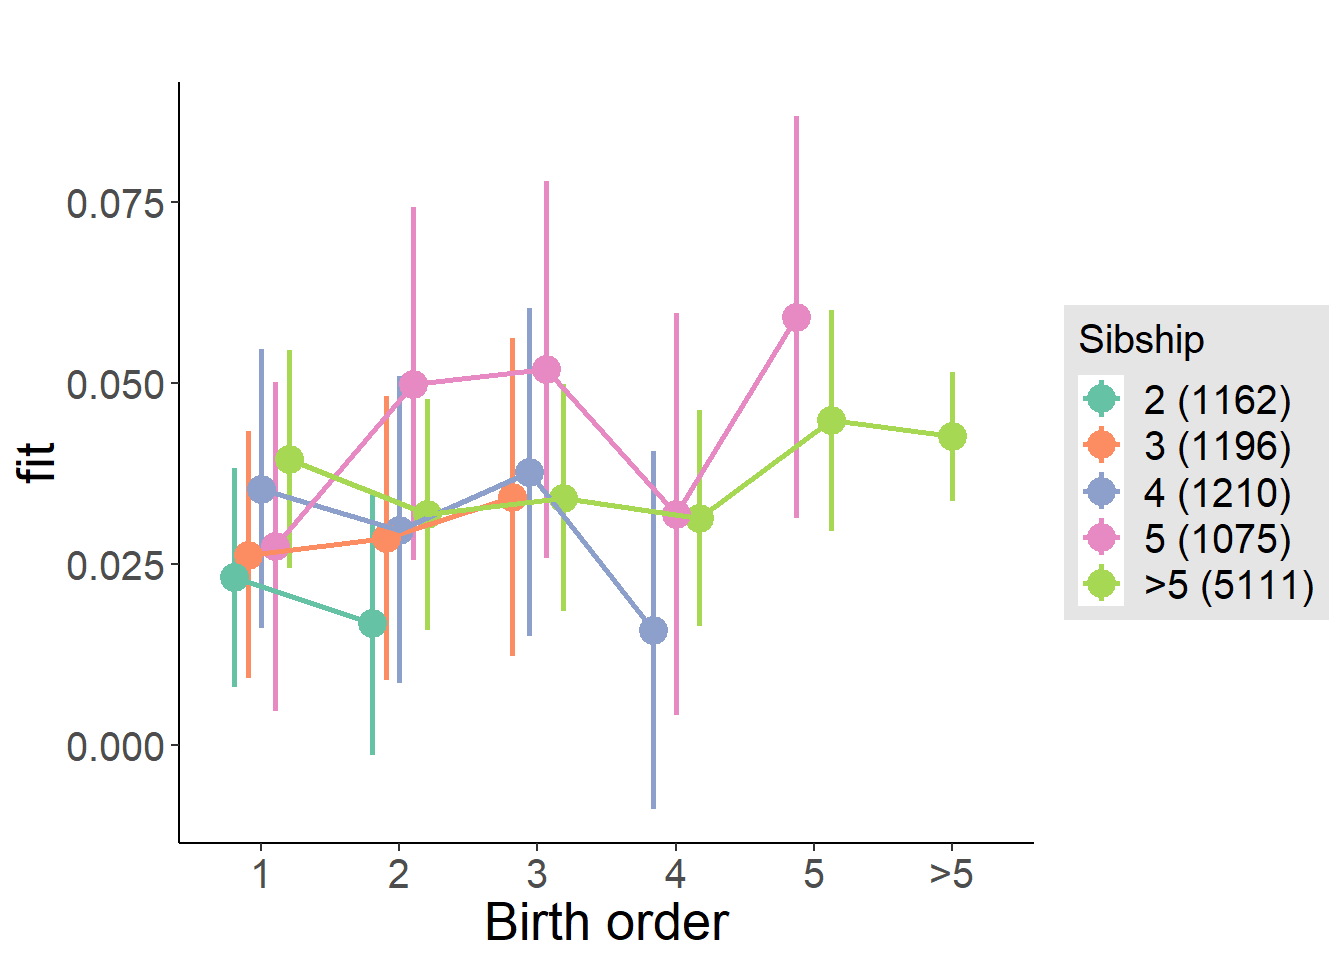 0.075
0.050
0.025
0.000
fit
1 2 3 4 5 >5
Birth order
Sibship
2 (1162)
3 (1196)
4 (1210)
5 (1075)
>5 (5111)